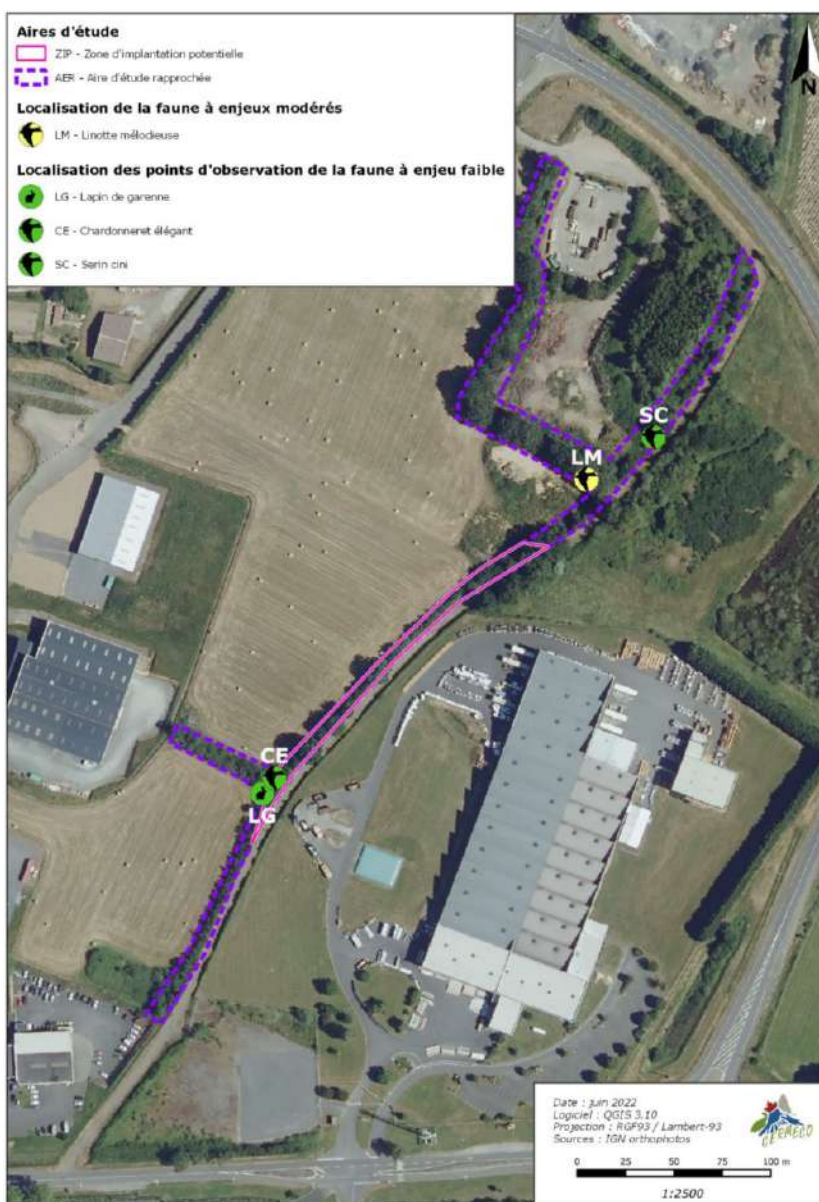 Aires d'étude
ZIP - Zone d'implantation potentielle
AER - Aire d'étude rapprochée
Localisation de la faune à enjeux modérés
LM - Linotte mélodieuse
Localisation des points d'observation de la faune à enjeu faible
LG - Lapin de garenne
CE - Chardonneret élégant
SC - Serin cini
N
SC
LM
CE
LG
Date : juin 2022
Logiciel : QGIS 3.10
Projection : RGF93 / Lambert-93
Sources : IGN orthophotos
CERMECO
0 25 50 75 100 m
1:2500